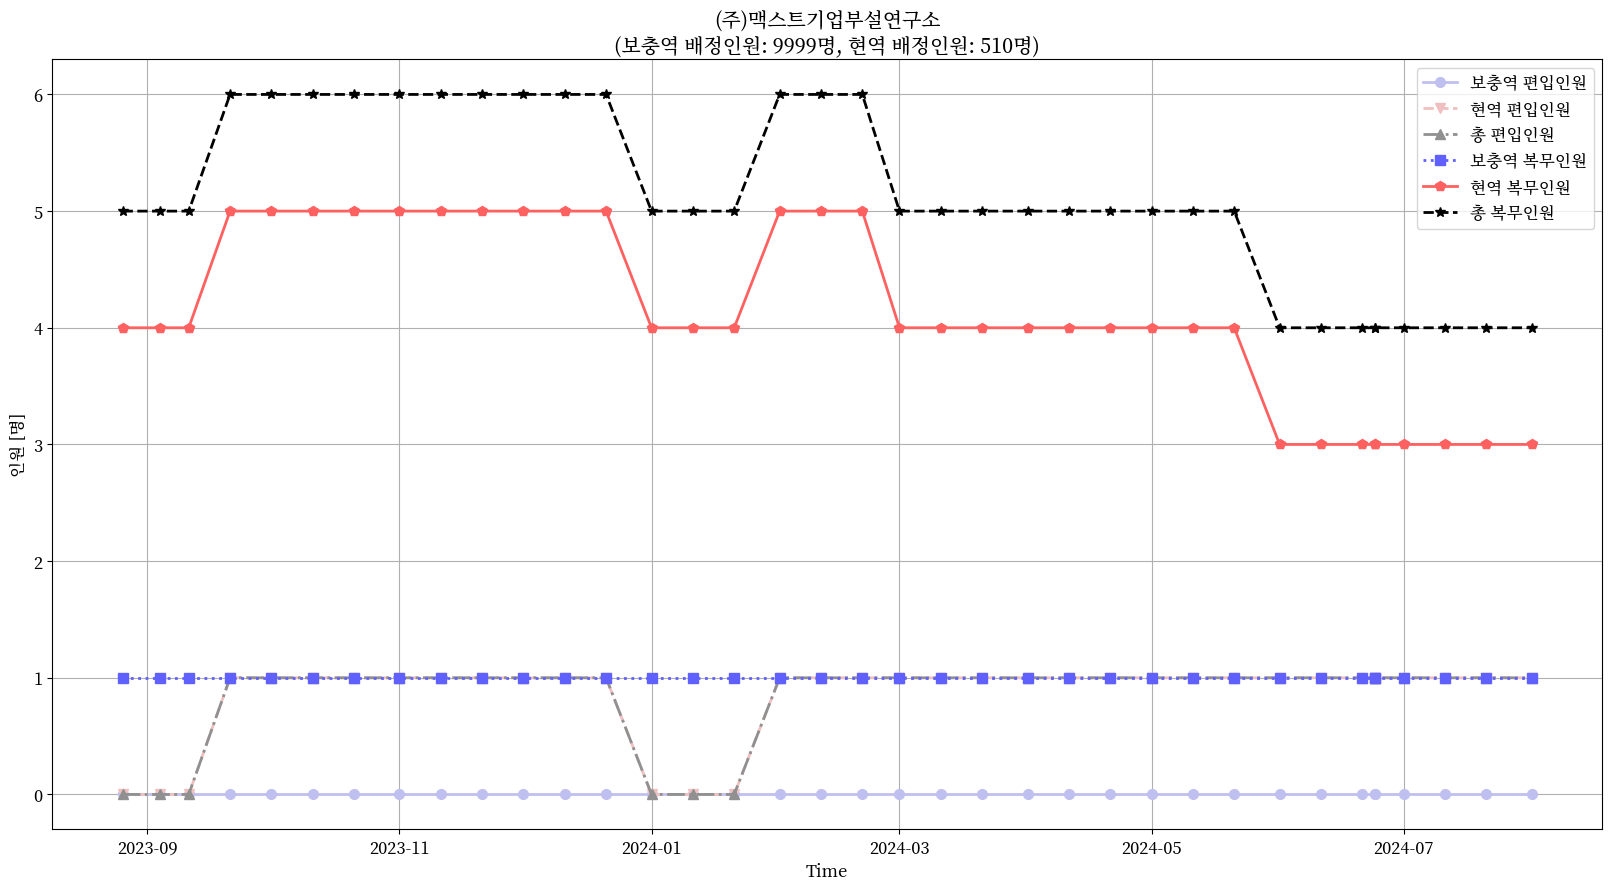 (주)맥스트기업부설연구소
(보충역 배정인원: 9999명, 현역 배정인원: 510명)
보충역 편입인원
현역 편입인원
총 편입인원
보충역 복무인원
현역 복무인원
총 복무인원
인원 [명]
6
5
4
3
2
1
0
2023-09
2023-11
2024-01
2024-03
2024-05
2024-07
Time